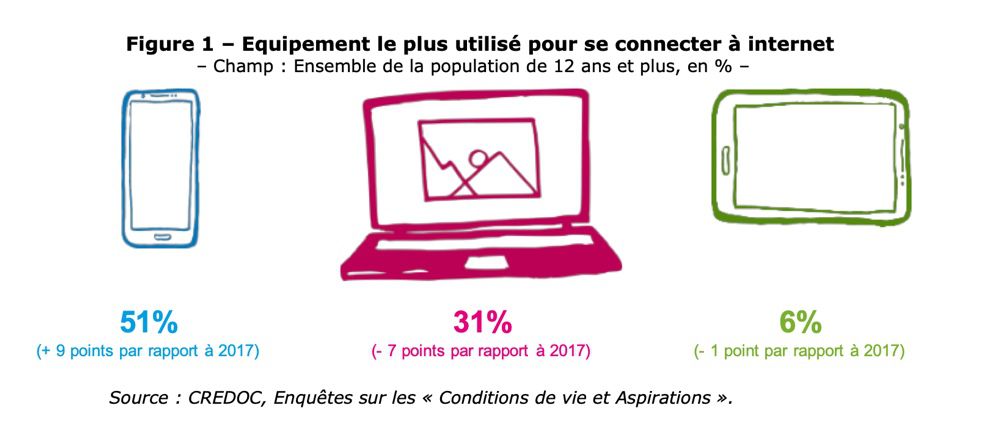 Figure 1 – Equipement le plus utilisé pour se connecter à internet
– Champ : Ensemble de la population de 12 ans et plus, en % –
51%
31%
6%
(+ 9 points par rapport à 2017)
(- 7 points par rapport à 2017)
(- 1 point par rapport à 2017)
Source : CREDOC, Enquêtes sur les « Conditions de vie et Aspirations ».